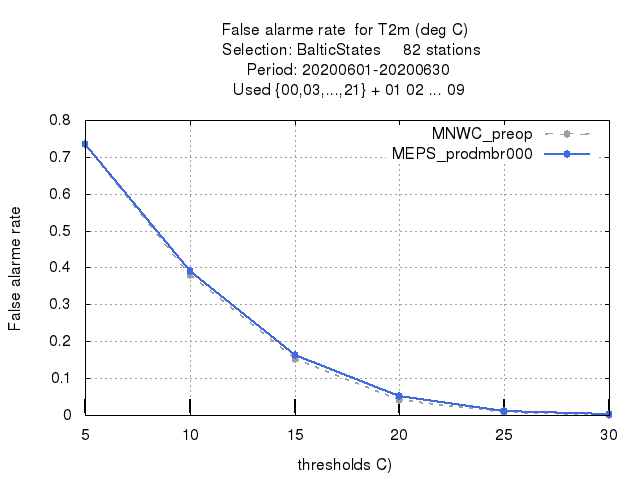 False alarme rate  for T2m (deg C)
Selection: BalticStates     82 stations
Period: 20200601-20200630
Used {00,03,...,21} + 01 02 ... 09
MNWC_preop
MEPS_prodmbr000
False alarme rate
0.8
0.7
0.6
0.5
0.4
0.3
0.2
0.1
0
5 10 15 20 25 30
thresholds C)